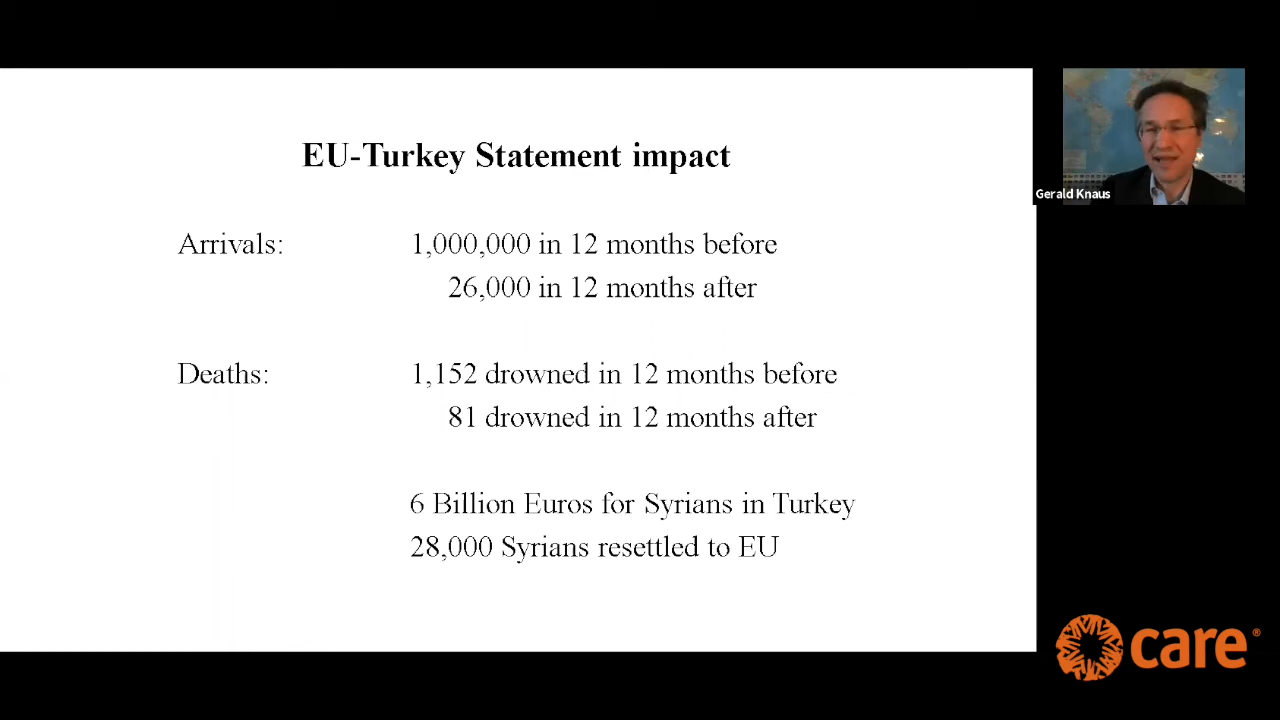 EU-Turkey Statement impact
Arrivals: 1,000,000 in 12 months before
26,000 in 12 months after
Deaths: 1,152 drowned in 12 months before
81 drowned in 12 months after
6 Billion Euros for Syrians in Turkey
28,000 Syrians resettled to EU
Gerald Knaus
care®